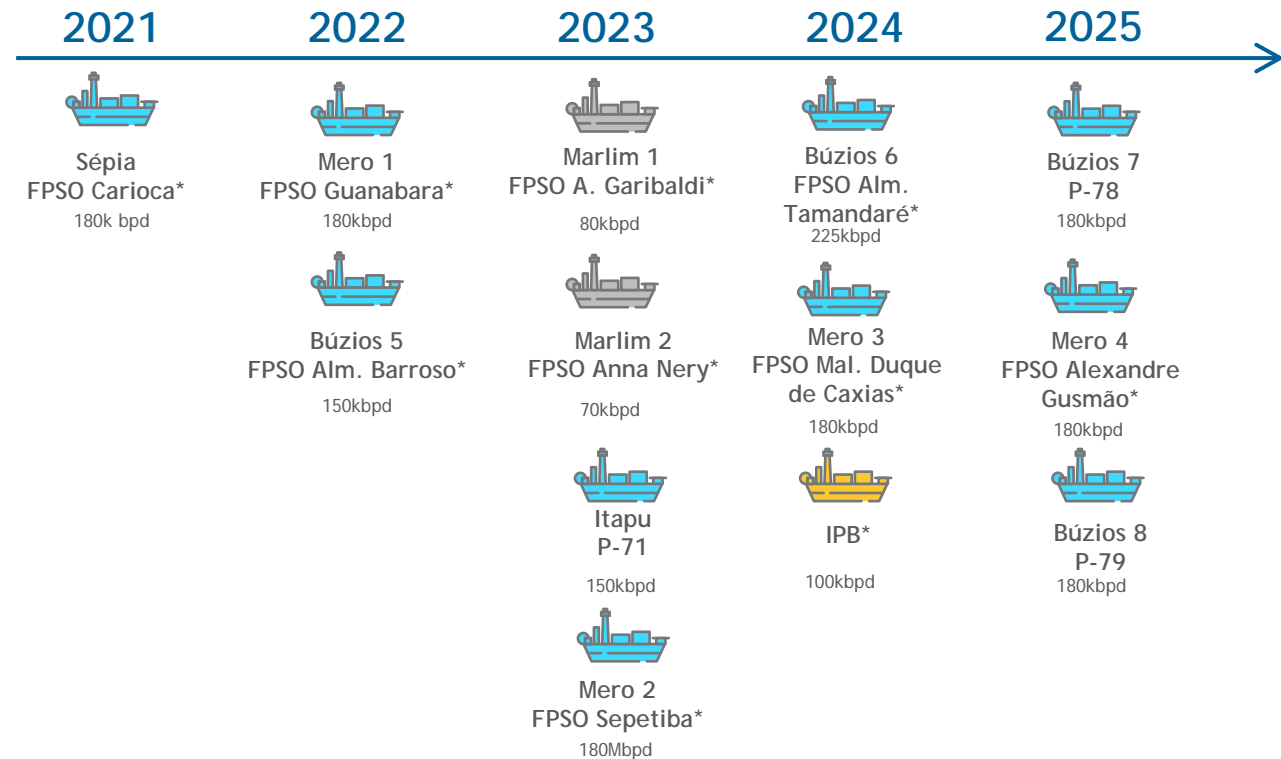 2021
2022
2023
2024
2025
Sépia
FPSO Carioca*
180k bpd
Mero 1
FPSO Guanabara*
180kbpd
Búzios 5
FPSO Alm. Barroso*
150kbpd
Marlim 1
FPSO A. Garibaldi*
80kbpd
Marlim 2
FPSO Anna Nery*
70kbpd
Itapu
P-71
150kbpd
Mero 2
FPSO Sepetiba*
180Mbpd
Búzios 6
FPSO Alm.
Tamandaré*
225kbpd
Mero 3
FPSO Mal. Duque
de Caxias*
180kbpd
IPB*
100kbpd
Búzios 7
P-78
180kbpd
Mero 4
FPSO Alexandre
Gusmão*
180kbpd
Búzios 8
P-79
180kbpd